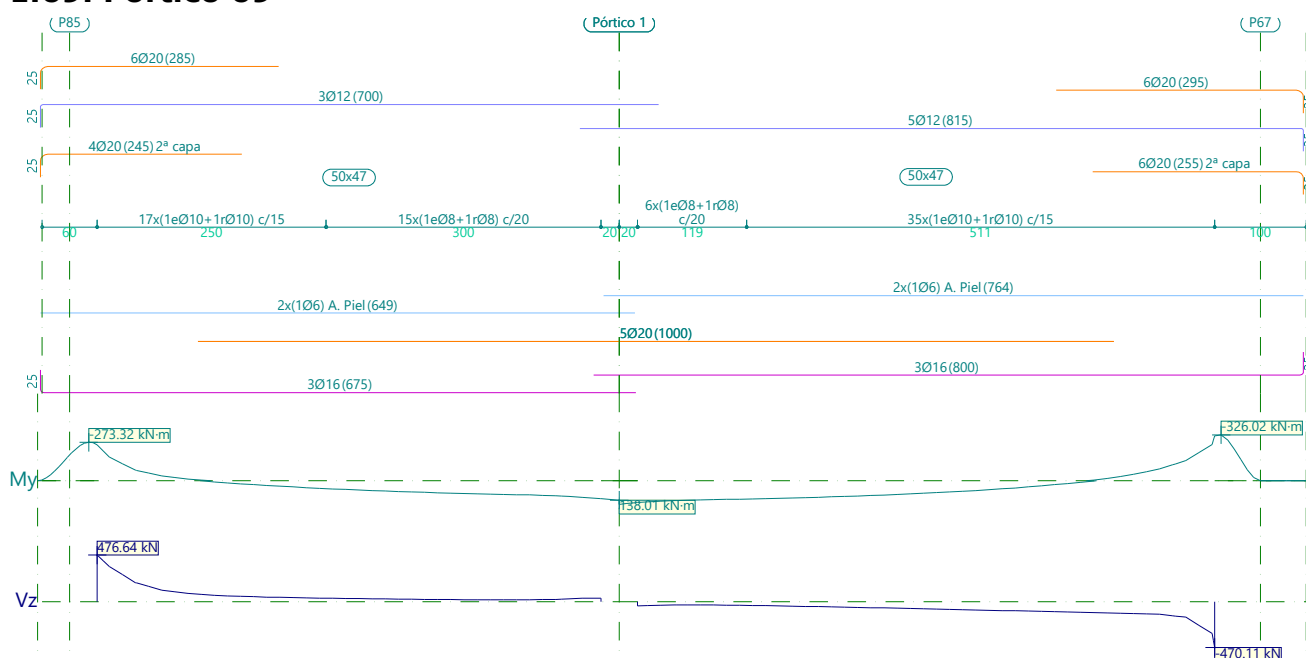 P85
Pórtico 1
P67
6Ø20(285)
25
6Ø20(295)
3Ø12(700)
25
5Ø12(815)
4Ø20(245) 2ª capa
25
6Ø20(255) 2ª capa
50x47
50x47
17x(1eØ10+1rØ10) c/15
15x(1eØ8+1rØ8) c/20
6x(1eØ8+1rØ8)
c/20
35x(1eØ10+1rØ10) c/15
60
250
300
20
20
119
511
100
2x(1Ø6) A. Piel(764)
2x(1Ø6) A. Piel(649)
5Ø20(1000)
3Ø16(800)
25
3Ø16(675)
-273.32 kN·m
-326.02 kN·m
My
138.01 kN·m
476.64 kN
Vz
-470.11 kN